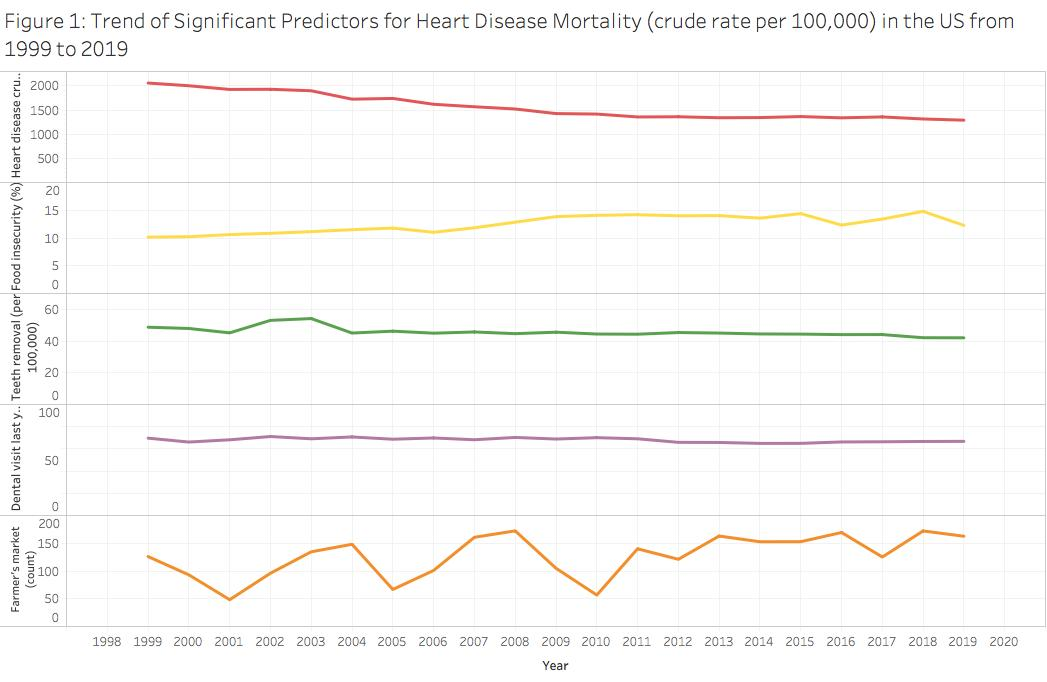 Figure 1: Trend of Significant Predictors for Heart Disease Mortality (crude rate per 100,000) in the US from
1999 to 2019
Heart disease cru..
2000
1500
1000
500
Food insecurity (%)
20
15
10
5
0
Teeth removal (per
100,000)
60
40
20
0
Dental visit last y..
100
50
0
Farmer's market
(count)
200
150
100
50
0
1998 1999 2000 2001 2002 2003 2004 2005 2006 2007 2008 2009 2010 2011 2012 2013 2014 2015 2016 2017 2018 2019 2020
Year